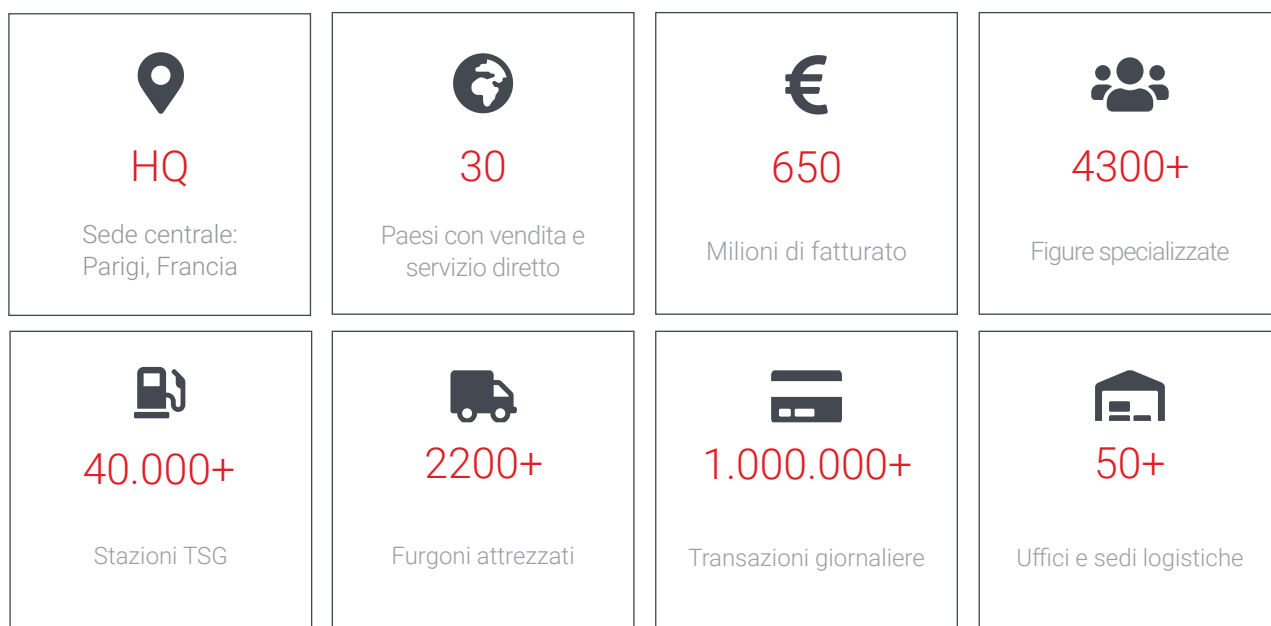 HQ
Sede centrale:
Parigi, Francia
30
Paesi con vendita e
servizio diretto
€
650
Milioni di fatturato
4300+
Figure specializzate
40.000+
Stazioni TSG
2200+
Furgoni attrezzati
1.000.000+
Transazioni giornaliere
50+
Uffici e sedi logistiche